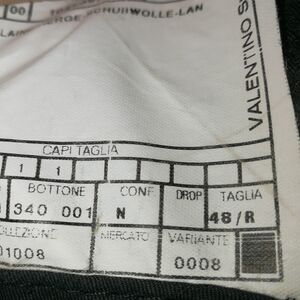 00
SCHURWOLLE-LAN
VALENTINO
CAPI TAGLIA
1 1
BOTTONE CONF DROP TAGLIA
340 001 N 48/R
MERCATO VARIANTE
01008 0008